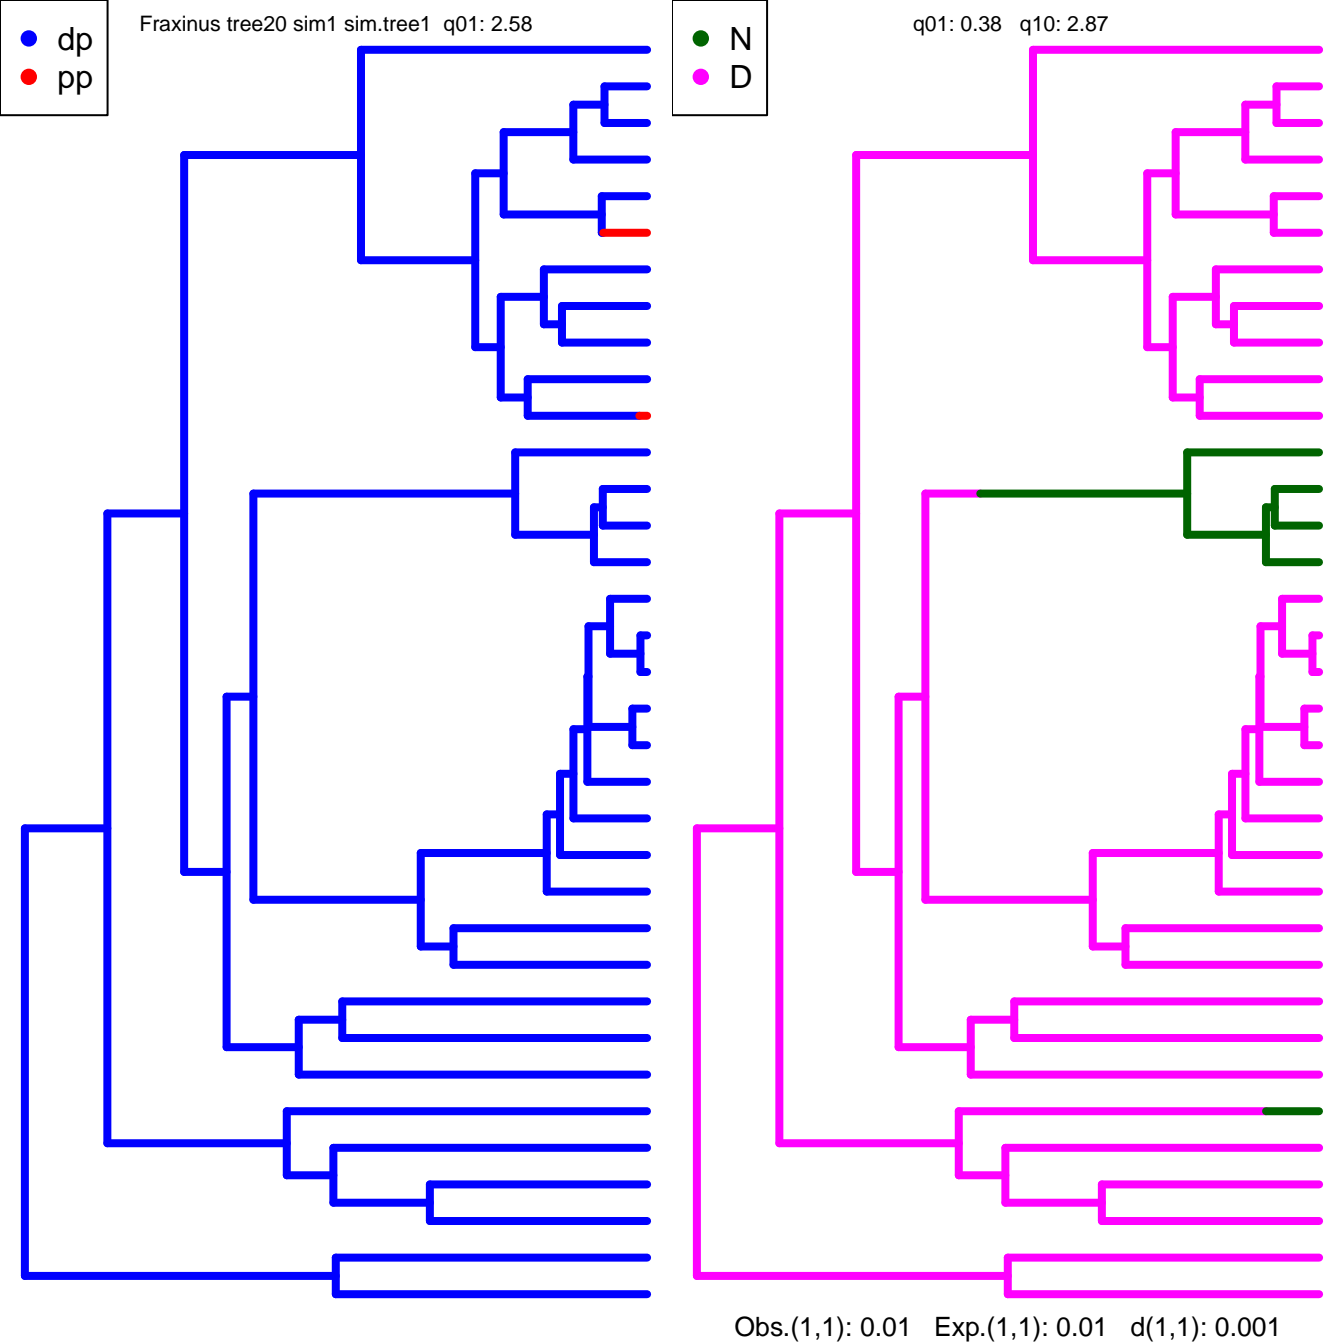 dp
pp
Fraxinus tree20 sim1 sim.tree1  q01: 2.58
N
D
q01: 0.38   q10: 2.87
Obs.(1,1): 0.01   Exp.(1,1): 0.01   d(1,1): 0.001